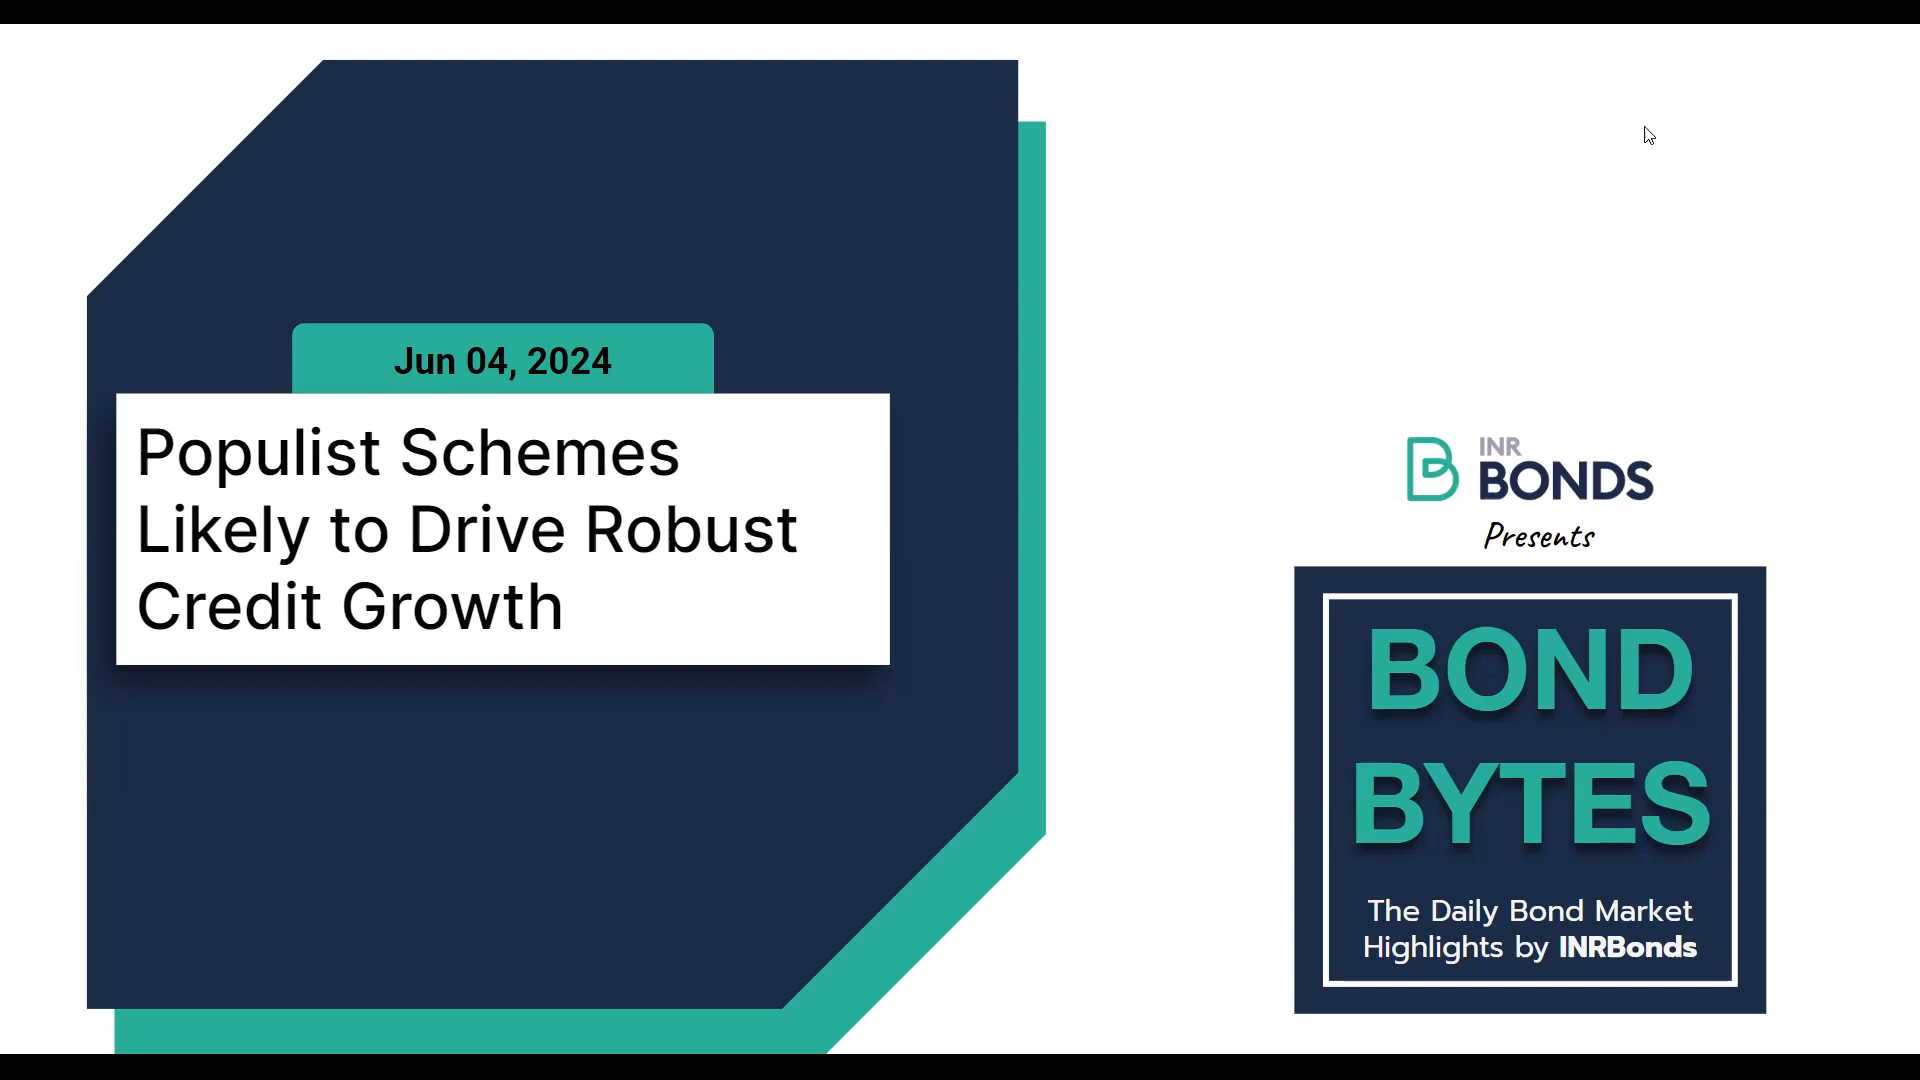 Jun 04, 2024
Populist Schemes
Likely to Drive Robust
Credit Growth
INR
BONDS
Presents
BOND
BYTES
The Daily Bond Market
Highlights by INRBonds